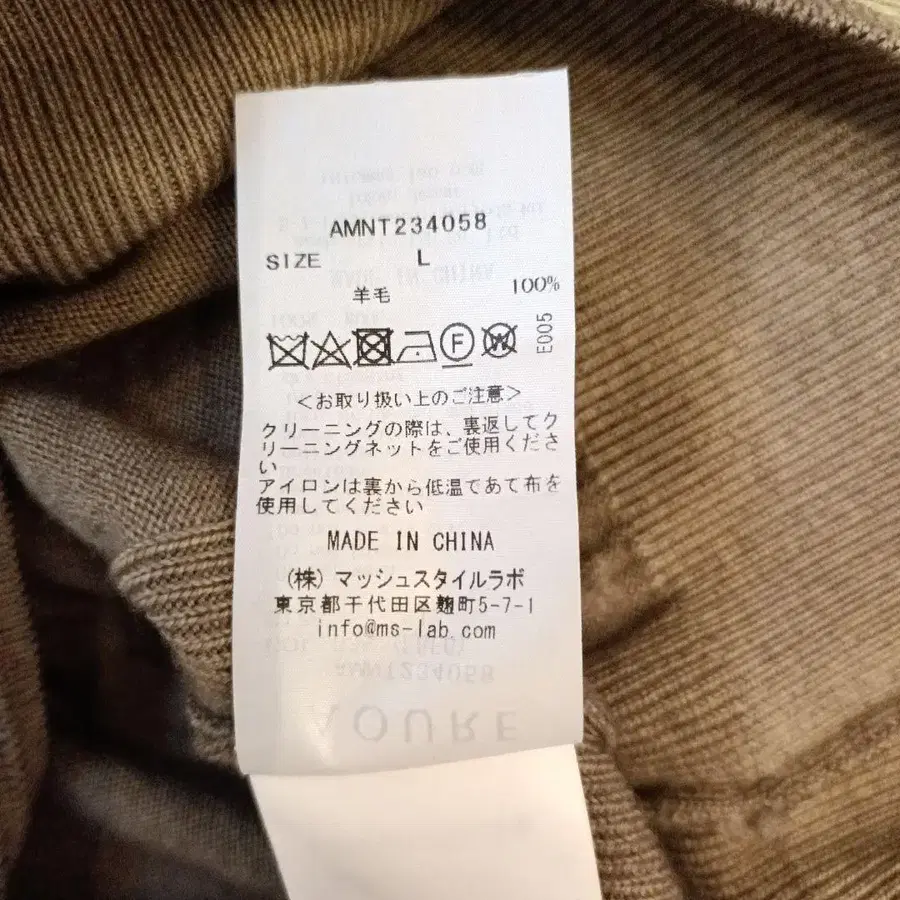 AMNT234058
SIZE L
羊毛 100%
F W E005
＜お取り扱い上のご注意＞
クリーニングの際は、裏返してク
リーニングネットをご使用くださ
い
アイロンは裏から低温であて布を
使用してください
MADE IN CHINA
(株) マッシュスタイルラボ
東京都千代田区麹町5-7-1
info@ms-lab.com